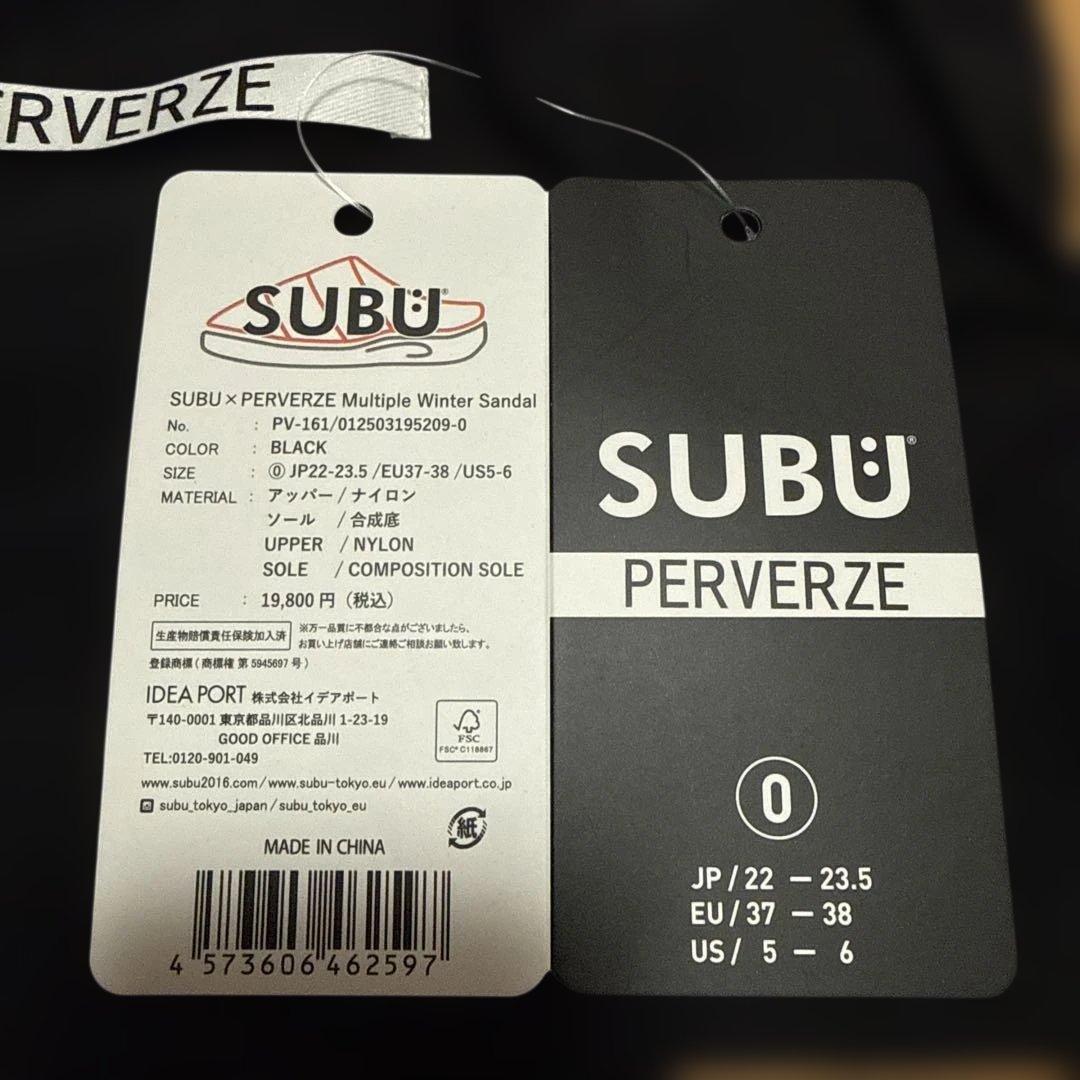 RVERZE
SUBU®
SUBU×PERVERZE Multiple Winter Sandal
No. : PV-161/012503195209-0
COLOR : BLACK
SIZE : ⓪ JP22-23.5 /EU37-38 /US5-6
MATERIAL : アッパー / ナイロン
ソール / 合成底
UPPER / NYLON
SOLE / COMPOSITION SOLE
PRICE : 19,800 円（税込）
生産物賠償責任保険加入済
※万一品質に不都合な点がございましたら、
お買い上げ店舗にご連絡ご相談お願い致します。
登録商標 ( 商標権 第 5945697 号 )
IDEA PORT 株式会社イデアポート
〒140-0001 東京都品川区北品川 1-23-19
GOOD OFFICE 品川
TEL:0120-901-049
FSC
FSC® C118867
www.subu2016.com / www.subu-tokyo.eu / www.ideaport.co.jp
subu_tokyo_japan / subu_tokyo_eu
紙
MADE IN CHINA
4 573606 462597
SUBU®
PERVERZE
0
JP / 22 — 23.5
EU / 37 — 38
US / 5 — 6